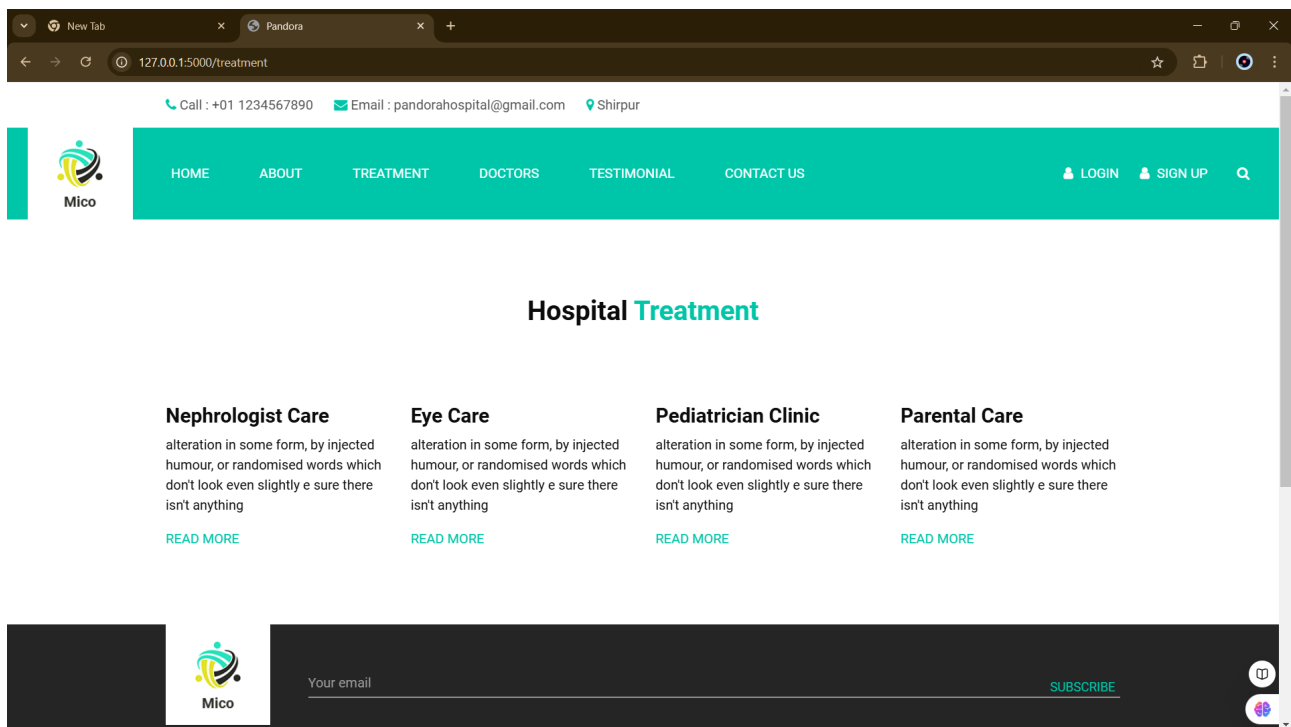 New Tab
Pandora
127.0.0.1:5000/treatment
Call : +01 1234567890 Email : pandorahospital@gmail.com Shirpur
Mico
HOME ABOUT TREATMENT DOCTORS TESTIMONIAL CONTACT US LOGIN SIGN UP
Hospital Treatment
Nephrologist Care
alteration in some form, by injected
humour, or randomised words which
don't look even slightly e sure there
isn't anything
READ MORE
Eye Care
alteration in some form, by injected
humour, or randomised words which
don't look even slightly e sure there
isn't anything
READ MORE
Pediatrician Clinic
alteration in some form, by injected
humour, or randomised words which
don't look even slightly e sure there
isn't anything
READ MORE
Parental Care
alteration in some form, by injected
humour, or randomised words which
don't look even slightly e sure there
isn't anything
READ MORE
Mico
Your email
SUBSCRIBE